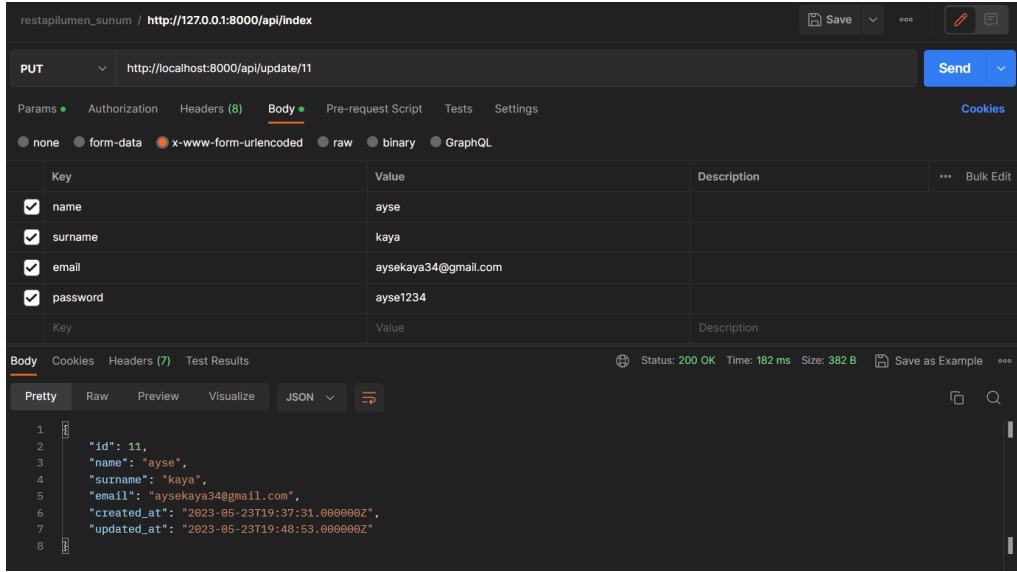 restapilumen_sunum / http://127.0.0.1:8000/api/index Save
PUT http://localhost:8000/api/update/11 Send
Params Authorization Headers (8) Body Pre-request Script Tests Settings Cookies
none form-data x-www-form-urlencoded raw binary GraphQL
Key Value Description Bulk Edit
name ayse
surname kaya
email aysekaya34@gmail.com
password ayse1234
Key Value Description
Body Cookies Headers (7) Test Results Status: 200 OK Time: 182 ms Size: 382 B Save as Example
Pretty Raw Preview Visualize JSON
1 {
2 "id": 11,
3 "name": "ayse",
4 "surname": "kaya",
5 "email": "aysekaya34@gmail.com",
6 "created_at": "2023-05-23T19:37:31.000000Z",
7 "updated_at": "2023-05-23T19:48:53.000000Z"
8 }